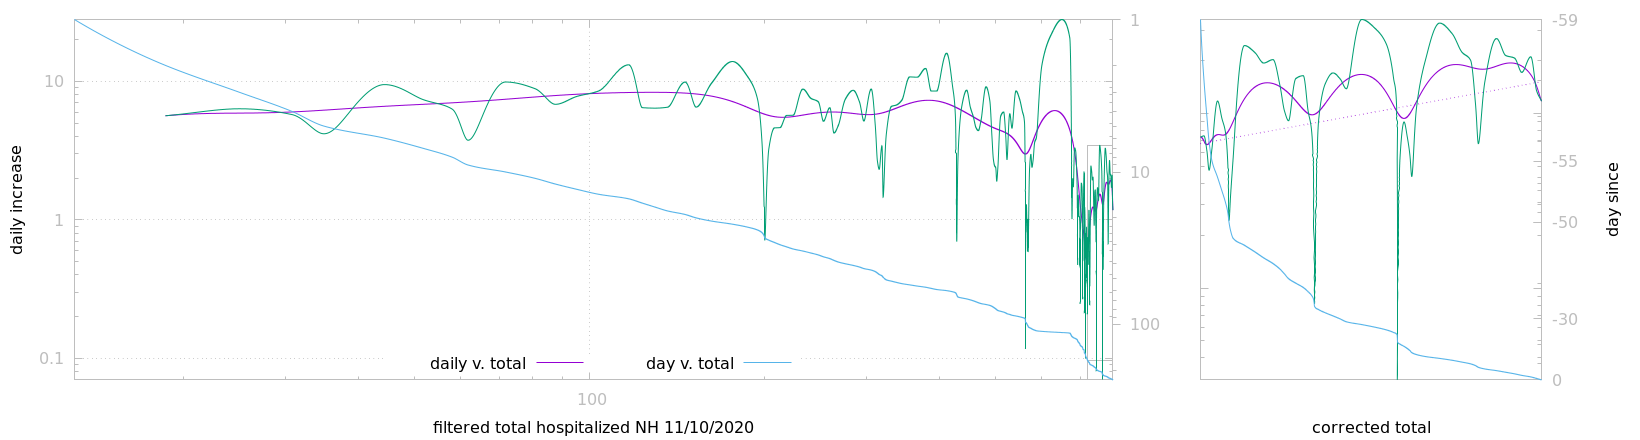 1
-59
10
daily increase
10
-55
day since
1
-50
100
-30
0.1
daily v. total
day v. total
0
100
filtered total hospitalized NH 11/10/2020
corrected total